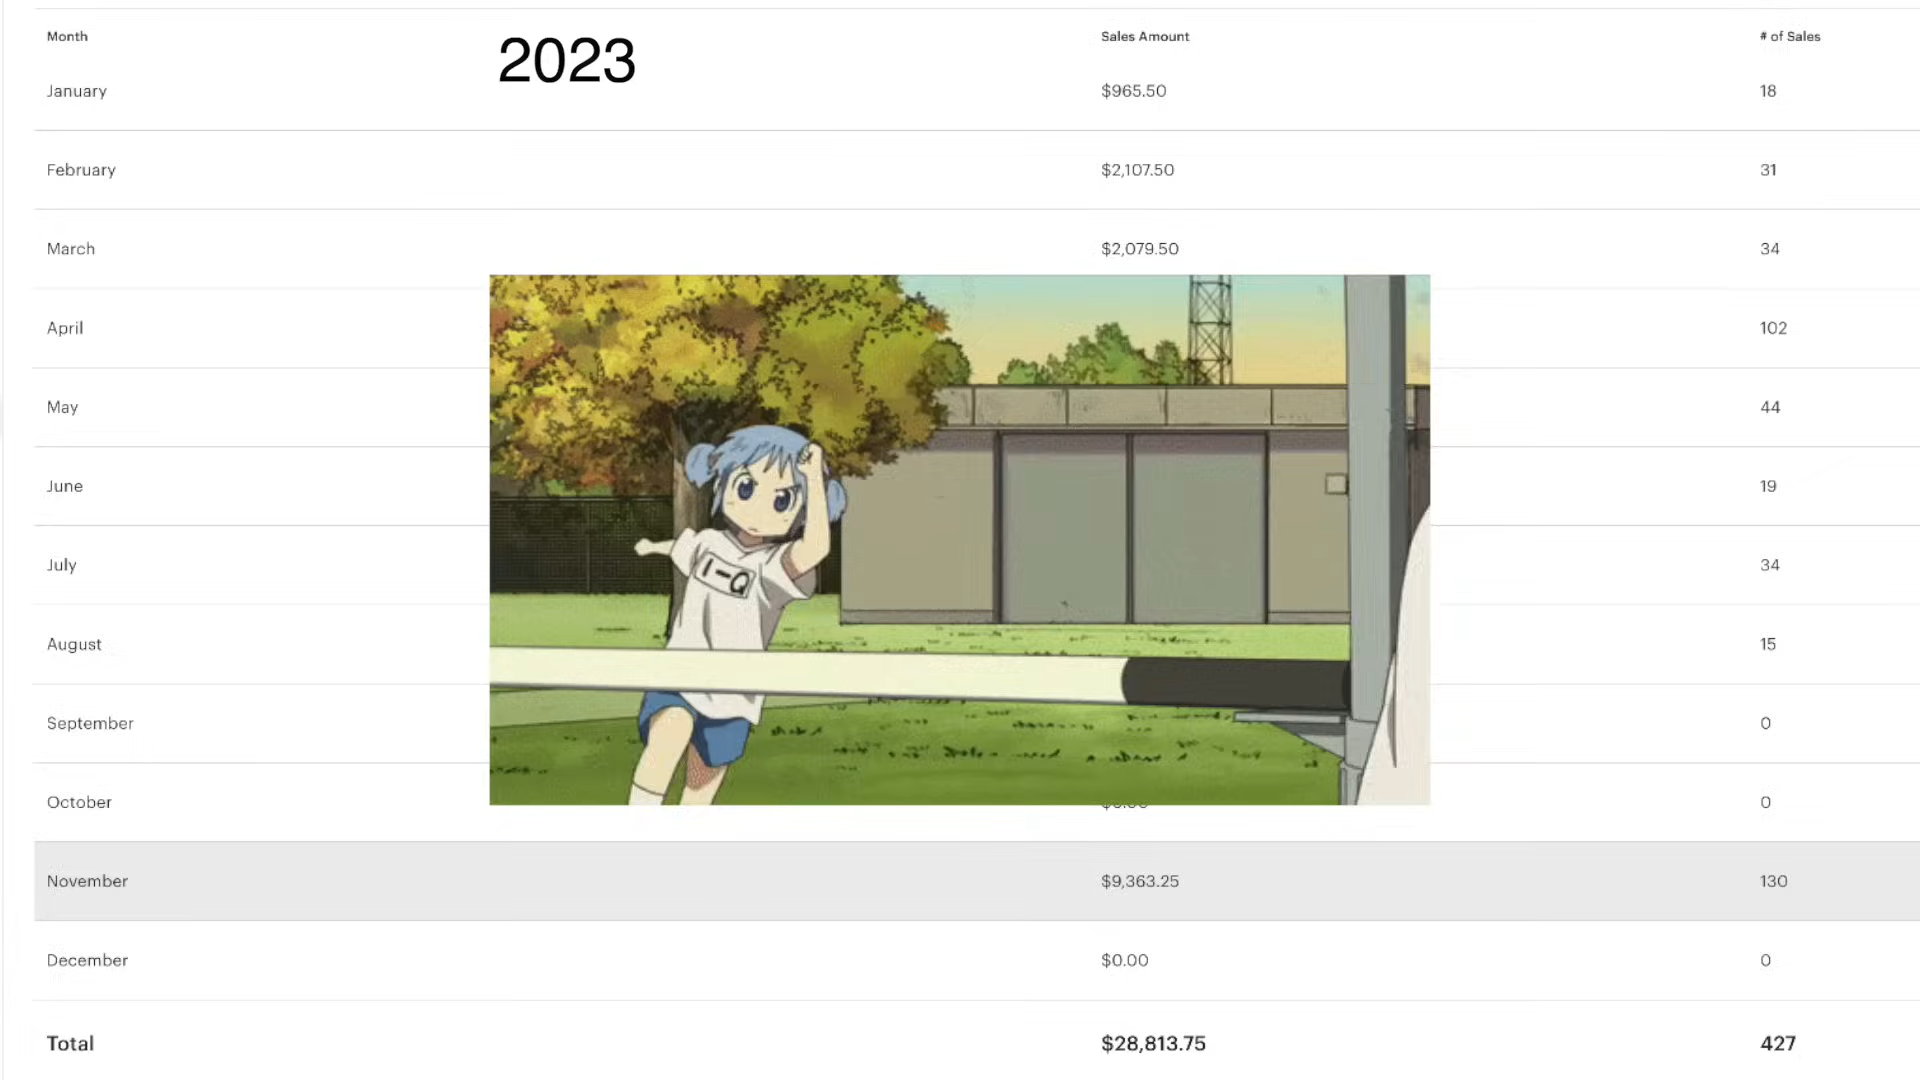 Month 2023 Sales Amount # of Sales
January $965.50 18
February $2,107.50 31
March $2,079.50 34
April 102
May 44
June 19
July 34
1-Q
August 15
September 0
October 0
November $9,363.25 130
December $0.00 0
Total $28,813.75 427